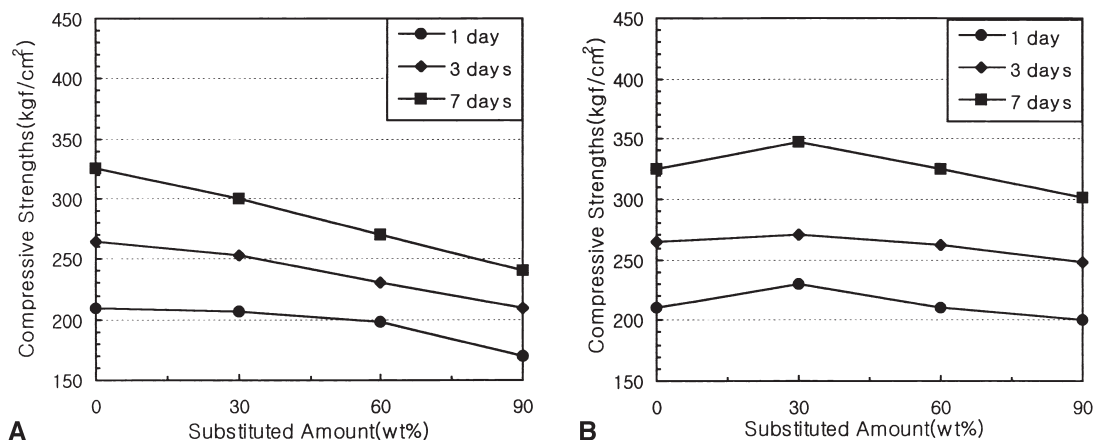 450
400
350
300
250
200
150
Compressive Strengths(kgf/cm²)
1 day
3 days
7 days
0 30 60 90
Substituted Amount(wt%)
A
450
400
350
300
250
200
150
Compressive Strengths(kgf/cm²)
1 day
3 days
7 days
0 30 60 90
Substituted Amount(wt%)
B